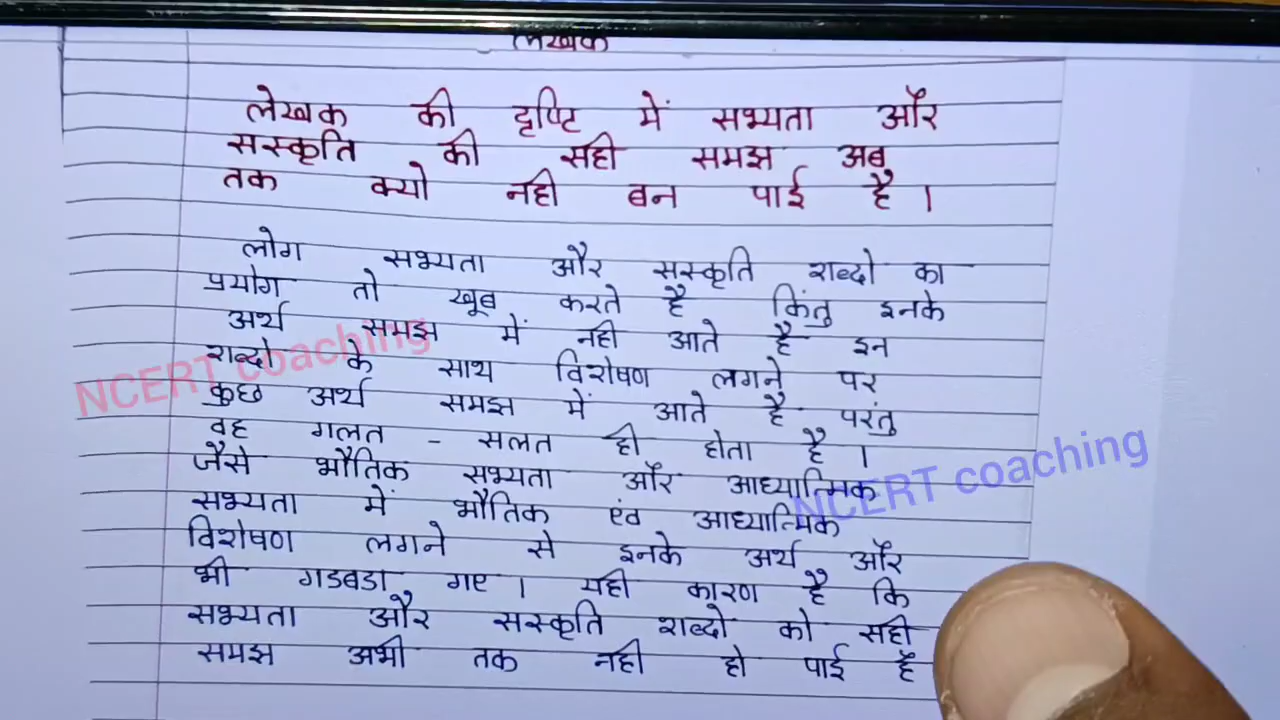 लेखक
लेखक की दृष्टि में सभ्यता और
सस्कृति की सही समझ अब
तक क्यो नही बन पाई है ।
लोग सभ्यता और सस्कृति शब्दो का
प्रयोग तो खूब करते है किंतु इनके
अर्थ समझ में नही आते है इन
शब्दो के साथ विशेषण लगने पर
कुछ अर्थ समझ में आते है परंतु
वह गलत - सलत ही होता है ।
जैसे भौतिक सभ्यता और आध्यात्मिक
सभ्यता में भौतिक एंव आध्यात्मिक
विशेषण लगने से इनके अर्थ और
भी गडबडा गए । यही कारण है कि
सभ्यता और सस्कृति शब्दो को सही
समझ अभी तक नही हो पाई है
NCERT coaching
NCERT coaching